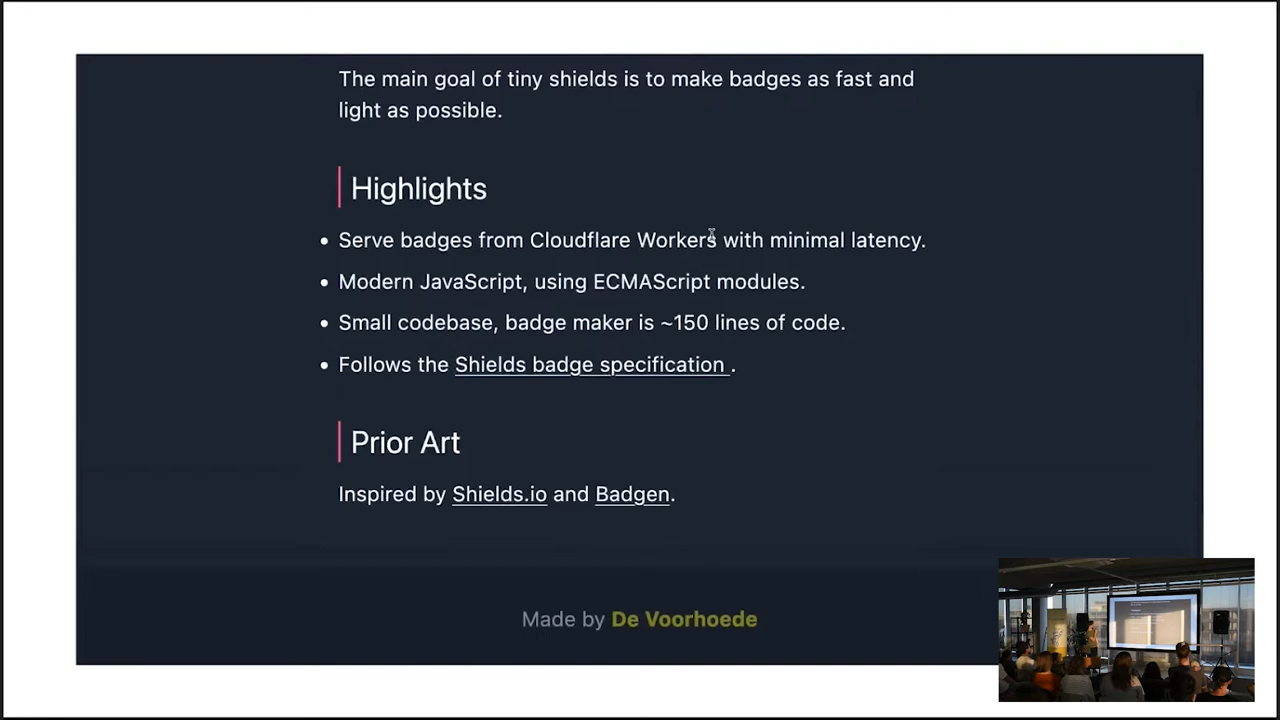 The main goal of tiny shields is to make badges as fast and
light as possible.
Highlights
• Serve badges from Cloudflare Workers with minimal latency.
• Modern JavaScript, using ECMAScript modules.
• Small codebase, badge maker is ~150 lines of code.
• Follows the Shields badge specification .
Prior Art
Inspired by Shields.io and Badgen.
Made by De Voorhoede